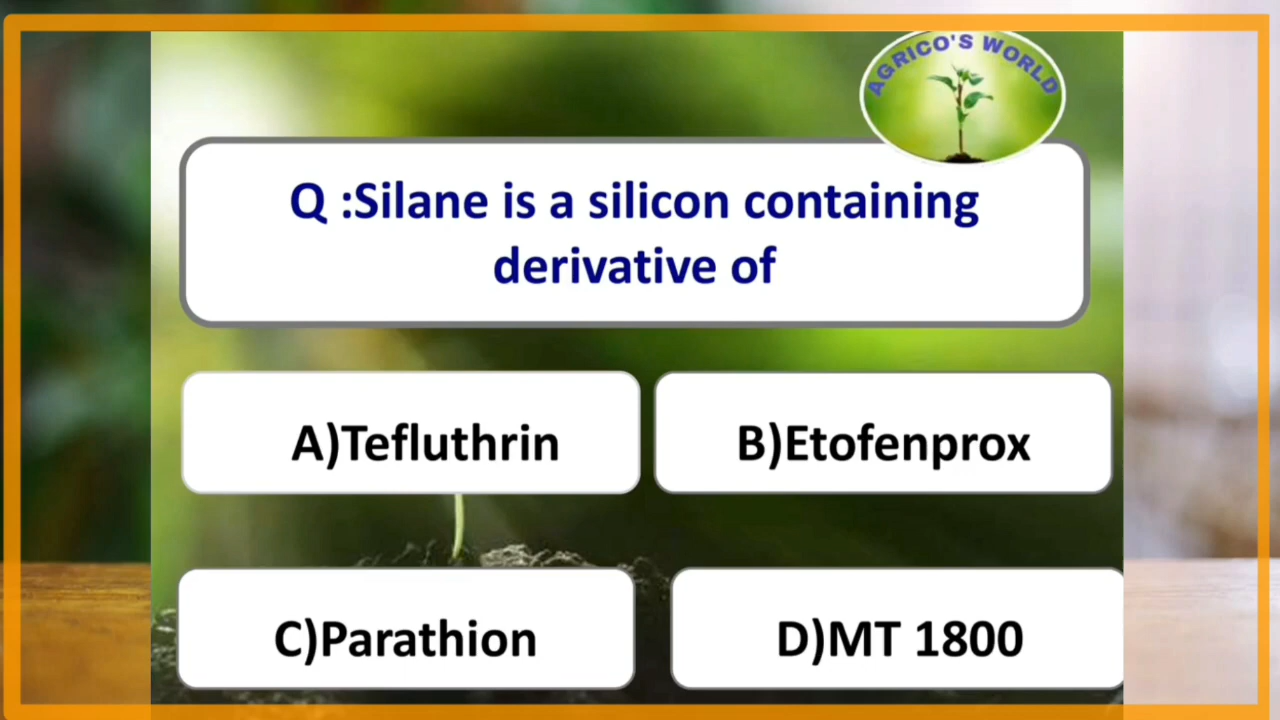 AGRICO'S WORLD
Q :Silane is a silicon containing
derivative of
A)Tefluthrin
B)Etofenprox
C)Parathion
D)MT 1800